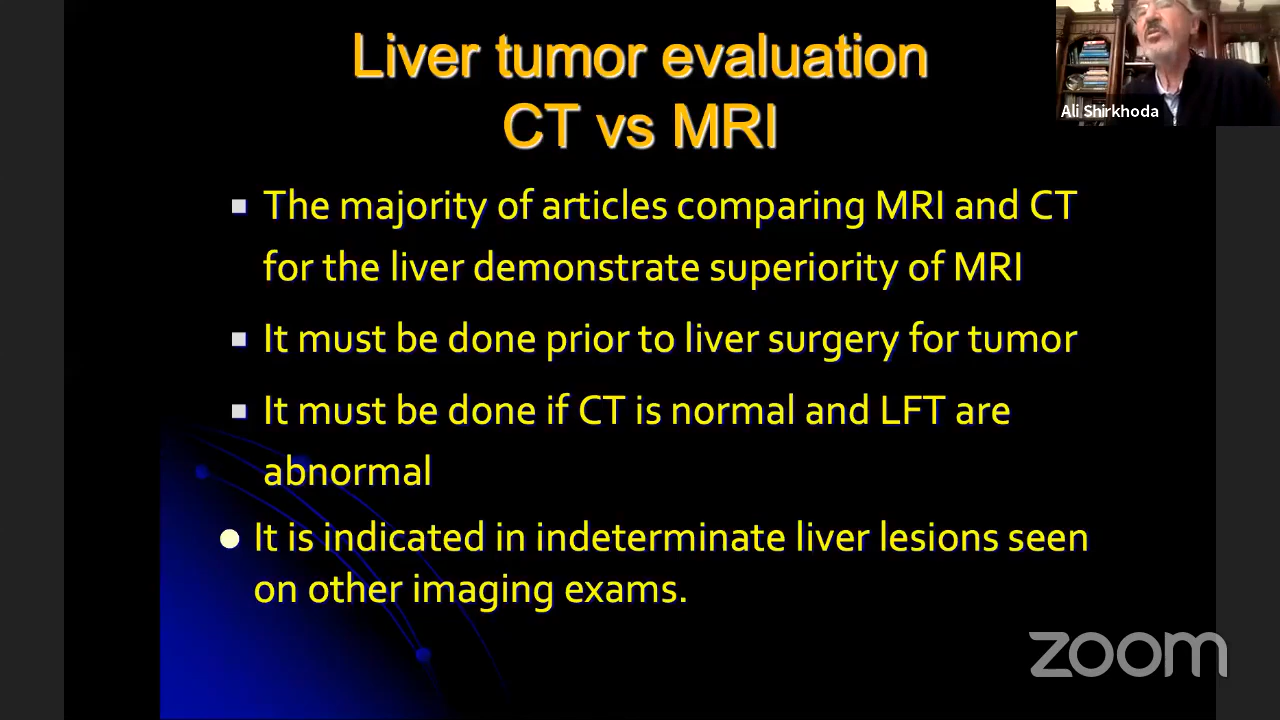 Liver tumor evaluation
CT vs MRI
Ali Shirkhoda
The majority of articles comparing MRI and CT
for the liver demonstrate superiority of MRI
It must be done prior to liver surgery for tumor
It must be done if CT is normal and LFT are
abnormal
It is indicated in indeterminate liver lesions seen
on other imaging exams.
zoom